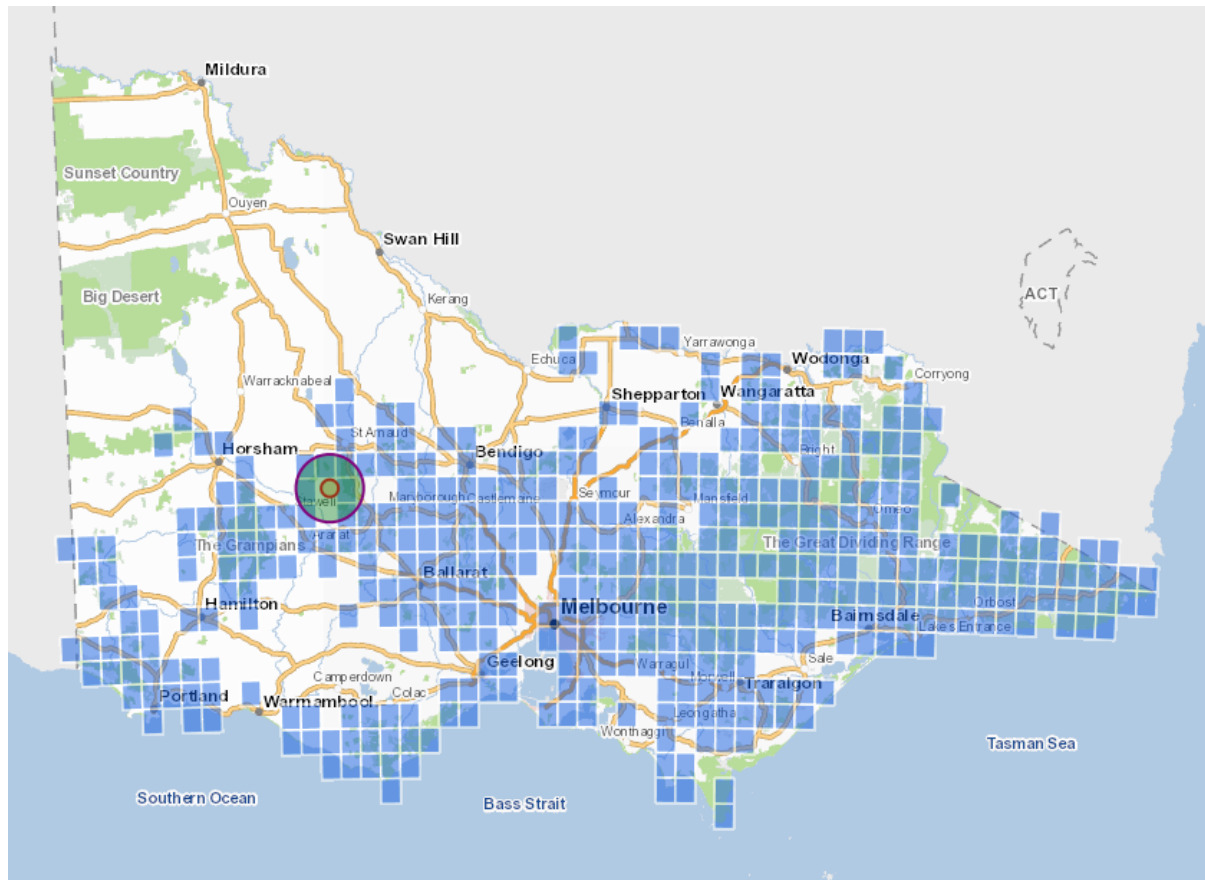 Mildura
Sunset Country
Ouyen
Swan Hill
Big Desert
ACT
Kerang
Yarrawonga
Echuca
Wodonga
Corryong
Warracknabeal
Shepparton
Wangaratta
Benalla
St Arnaud
Horsham
Bendigo
Bright
Maryborough
Castlemaine
Seymour
Mansfield
Stawell
Omeo
Alexandra
Ararat
The Grampians
The Great Dividing Range
Ballarat
Hamilton
Melbourne
Orbost
Bairnsdale
Lakes Entrance
Geelong
Warragul
Sale
Camperdown
Morwell
Traralgon
Portland
Colac
Warrnambool
Leongatha
Wonthaggi
Tasman Sea
Southern Ocean
Bass Strait